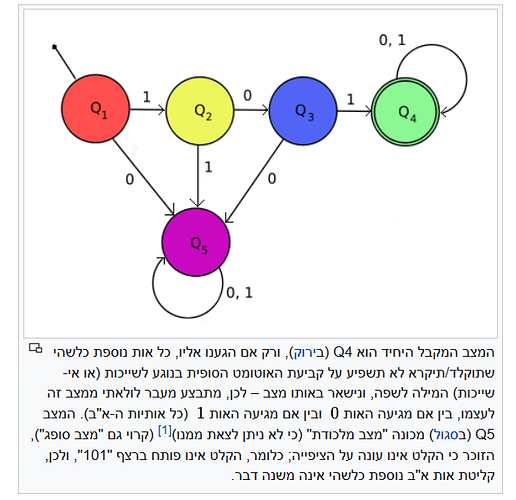 0, 1
Q1 1 Q2 0 Q3 1 Q4
0 1 0
Q5
0, 1
המצב המקבל היחיד הוא Q4 (בירוק), ורק אם הגענו אליו, כל אות נוספת כלשהי
שתוקלד/תיקרא לא תשפיע על קביעת האוטומט הסופית בנוגע לשייכות (או אי-
שייכות) המילה לשפה, ונישאר באותו מצב – לכן, מתבצע מעבר לולאתי ממצב זה
לעצמו, בין אם מגיעה האות 0 ובין אם מגיעה האות 1 (כל אותיות ה-א"ב). המצב
Q5 (בסגול) מכונה "מצב מלכודת" (כי לא ניתן לצאת ממנו)[1] (קרוי גם "מצב סופג"),
הזוכר כי הקלט אינו עונה על הציפייה; כלומר, הקלט אינו פותח ברצף "101", ולכן,
קליטת אות א"ב נוספת כלשהי אינה משנה דבר.